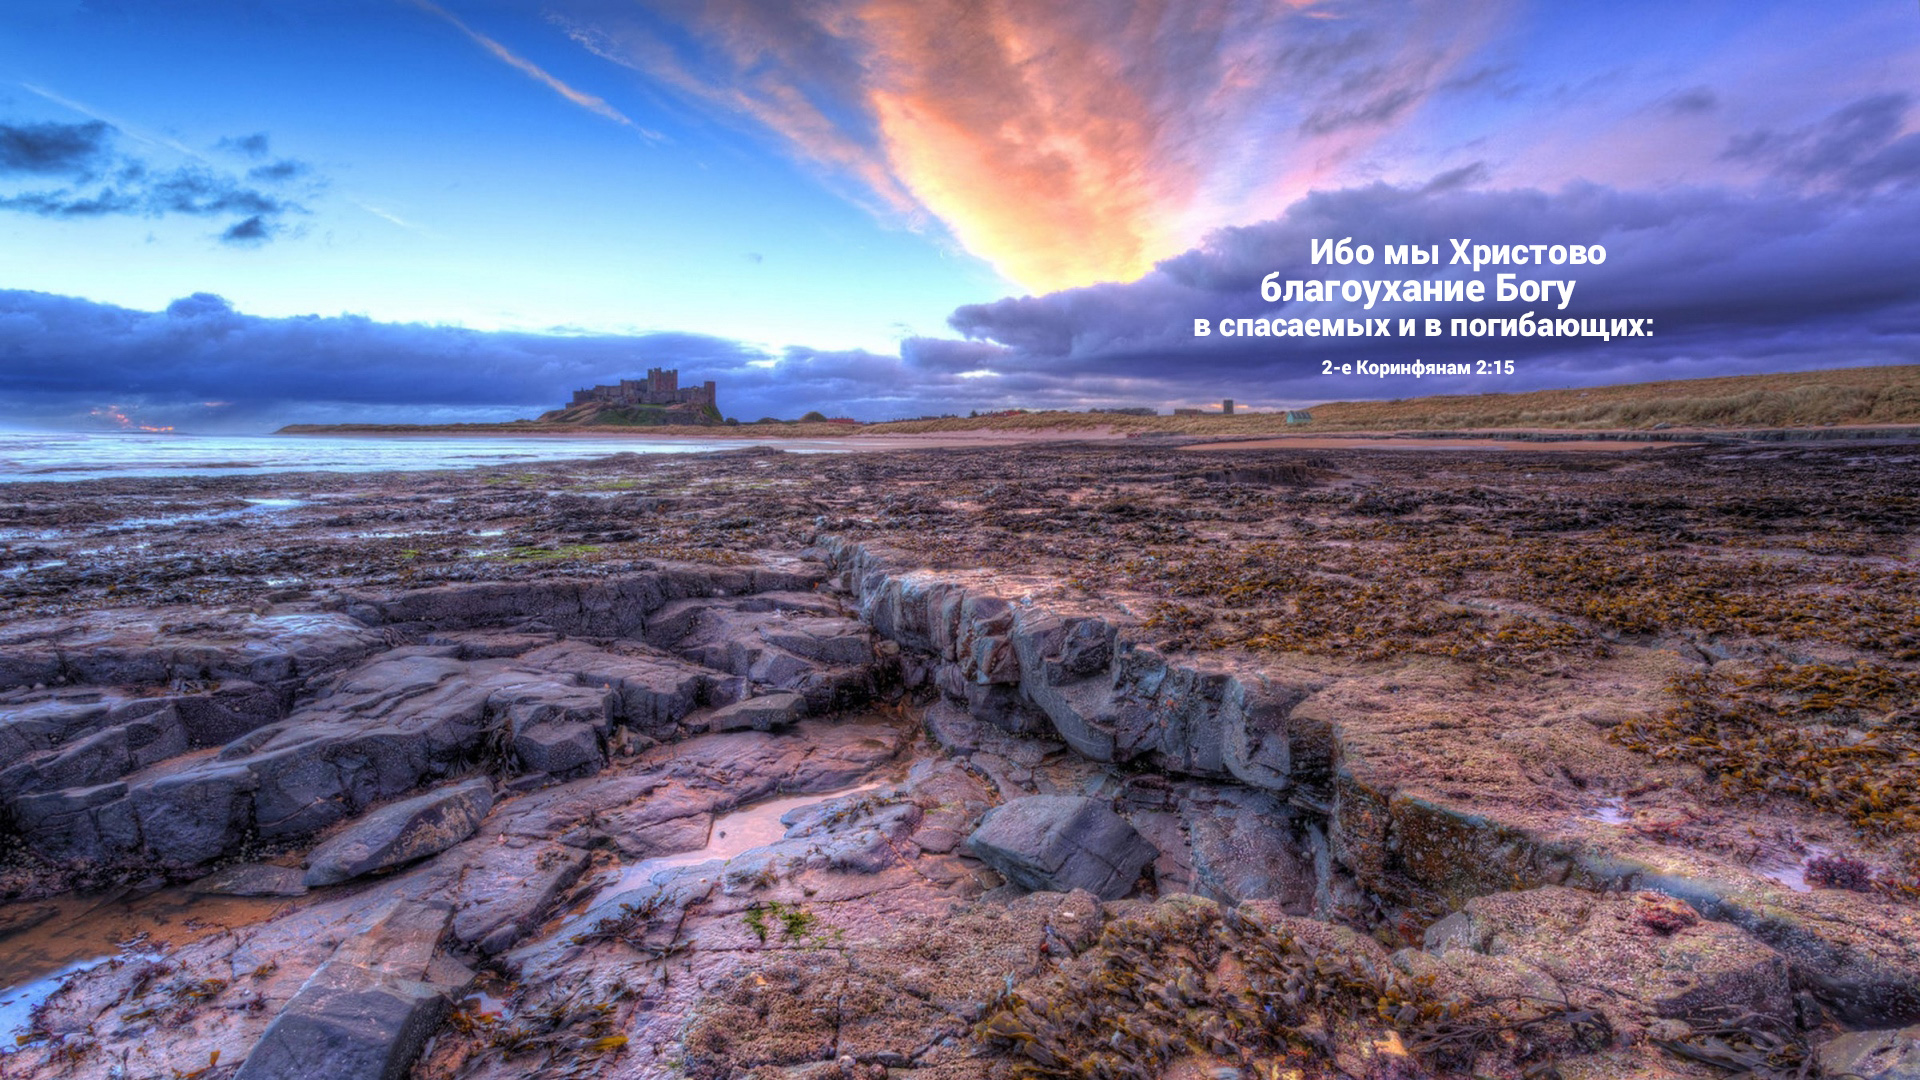 Ибо мы Христово
благоухание Богу
в спасаемых и в погибающих:
2-е Коринфянам 2:15